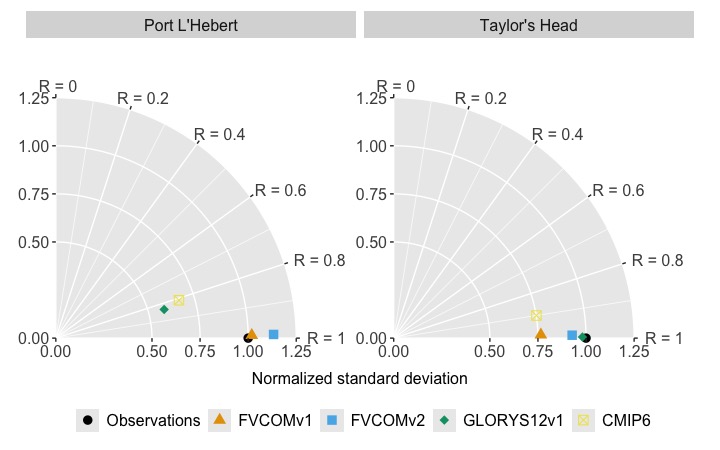 Port L'Hebert
Taylor's Head
R = 0
1.25
R = 0.2
1.00
R = 0.4
0.75
R = 0.6
0.50
R = 0.8
0.00
R = 1
0.00 0.50 0.75 1.00 1.25
R = 0
1.25
R = 0.2
1.00
R = 0.4
0.75
R = 0.6
0.50
R = 0.8
0.00
R = 1
0.00 0.50 0.75 1.00 1.25
Normalized standard deviation
Observations FVCOMv1 FVCOMv2 GLORYS12v1 CMIP6